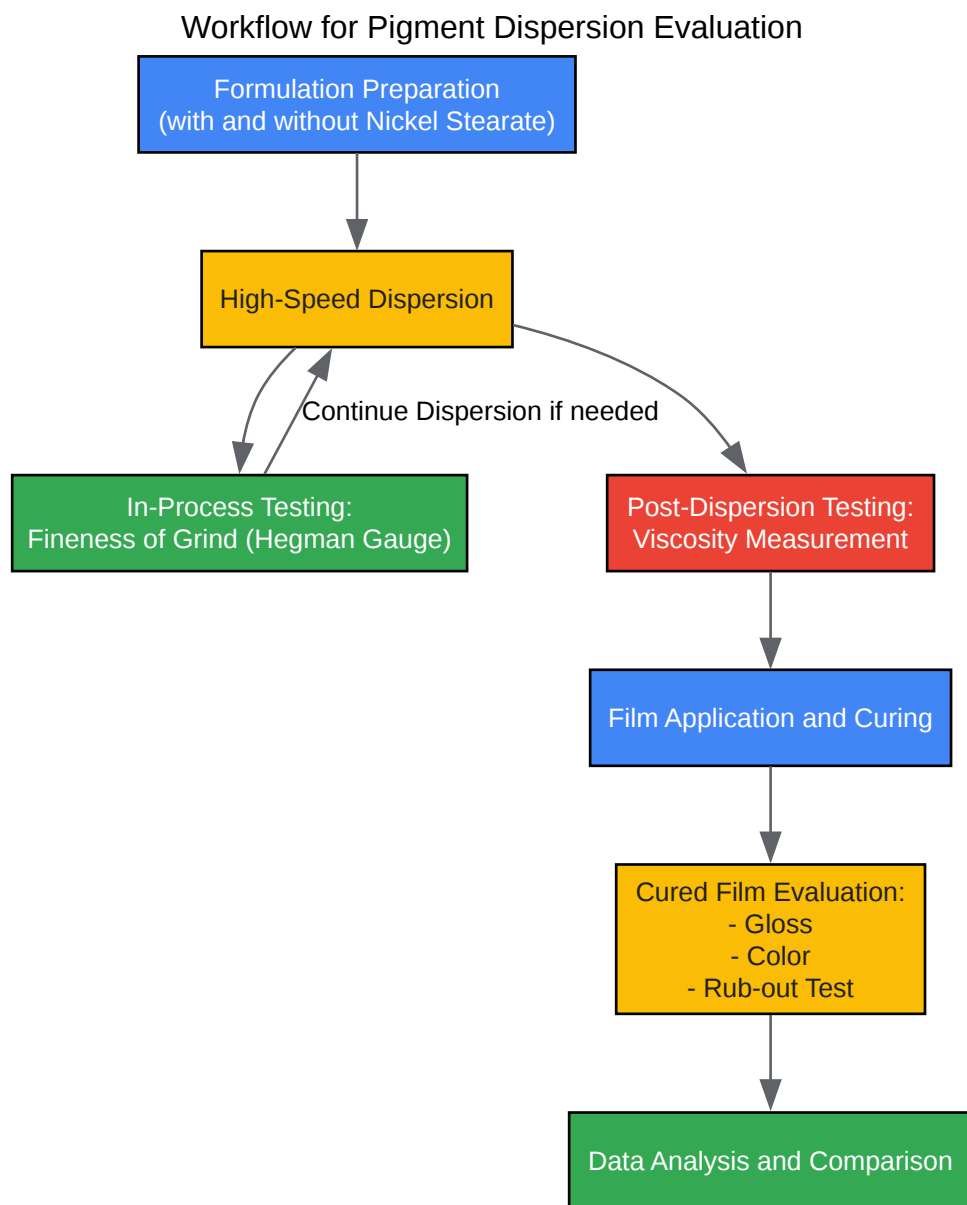 Workflow for Pigment Dispersion Evaluation
Formulation Preparation
(with and without Nickel Stearate)
High-Speed Dispersion
Continue Dispersion if needed
In-Process Testing:
Fineness of Grind (Hegman Gauge)
Post-Dispersion Testing:
Viscosity Measurement
Film Application and Curing
Cured Film Evaluation:
- Gloss
- Color
- Rub-out Test
Data Analysis and Comparison